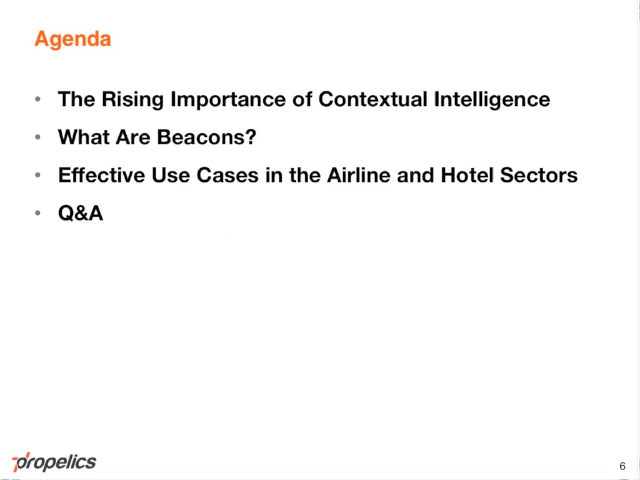 Agenda
• The Rising Importance of Contextual Intelligence
• What Are Beacons?
• Effective Use Cases in the Airline and Hotel Sectors
• Q&A
propelics
6